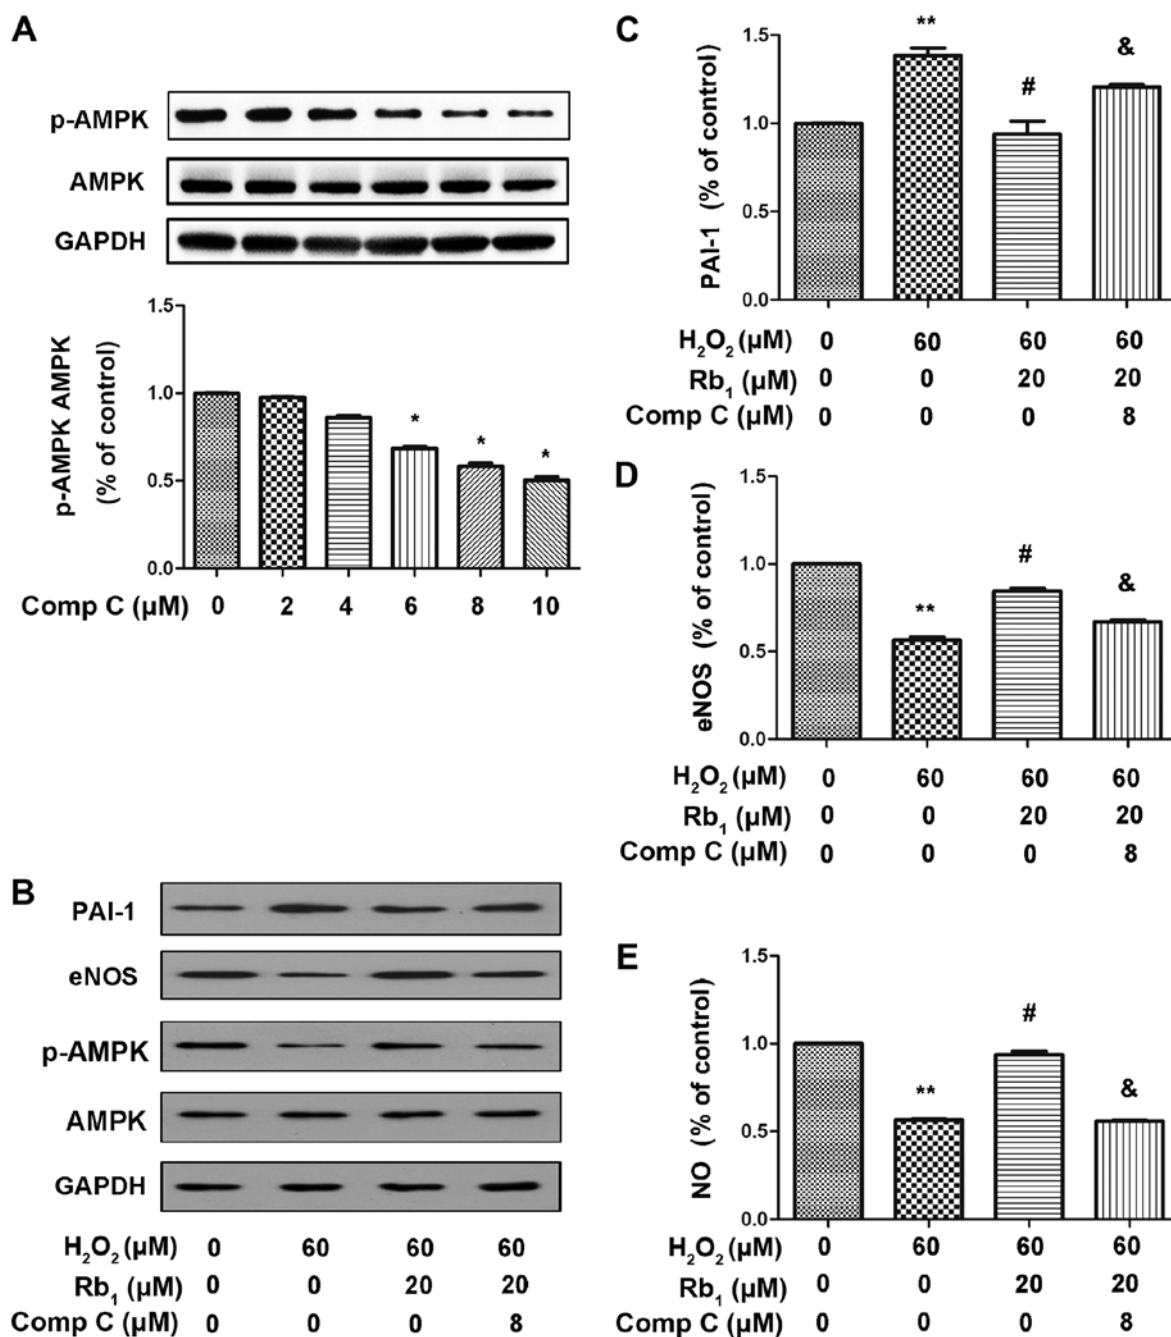 A
p-AMPK
AMPK
GAPDH
p-AMPK AMPK
(% of control)
1.5
1.0
0.5
0.0
*
*
*
Comp C (µM) 0 2 4 6 8 10
B
PAI-1
eNOS
p-AMPK
AMPK
GAPDH
H₂O₂ (µM) 0 60 60 60
Rb₁ (µM) 0 0 20 20
Comp C (µM) 0 0 0 8
C
PAI-1 (% of control)
1.5
1.0
0.5
0.0
**
#
&
H₂O₂ (µM) 0 60 60 60
Rb₁ (µM) 0 0 20 20
Comp C (µM) 0 0 0 8
D
eNOS (% of control)
1.5
1.0
0.5
0.0
**
#
&
H₂O₂ (µM) 0 60 60 60
Rb₁ (µM) 0 0 20 20
Comp C (µM) 0 0 0 8
E
NO (% of control)
1.5
1.0
0.5
0.0
**
#
&
H₂O₂ (µM) 0 60 60 60
Rb₁ (µM) 0 0 20 20
Comp C (µM) 0 0 0 8